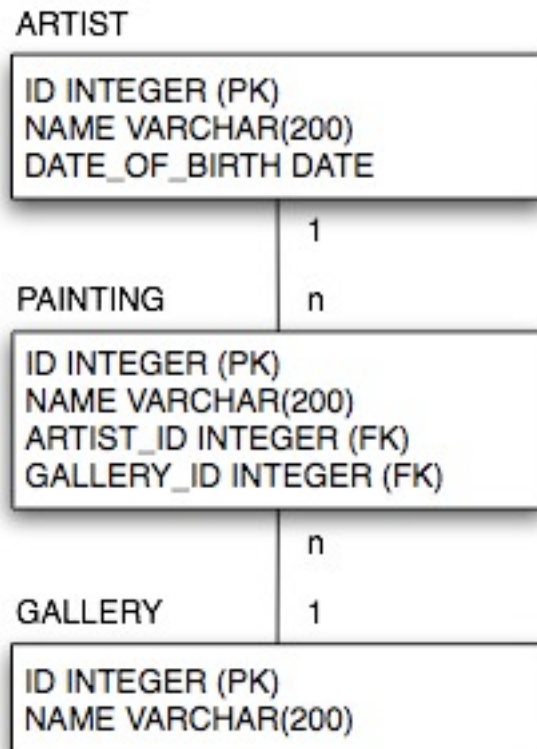 ARTIST
ID INTEGER (PK)
NAME VARCHAR(200)
DATE_OF_BIRTH DATE
1
PAINTING
n
ID INTEGER (PK)
NAME VARCHAR(200)
ARTIST_ID INTEGER (FK)
GALLERY_ID INTEGER (FK)
n
GALLERY
1
ID INTEGER (PK)
NAME VARCHAR(200)